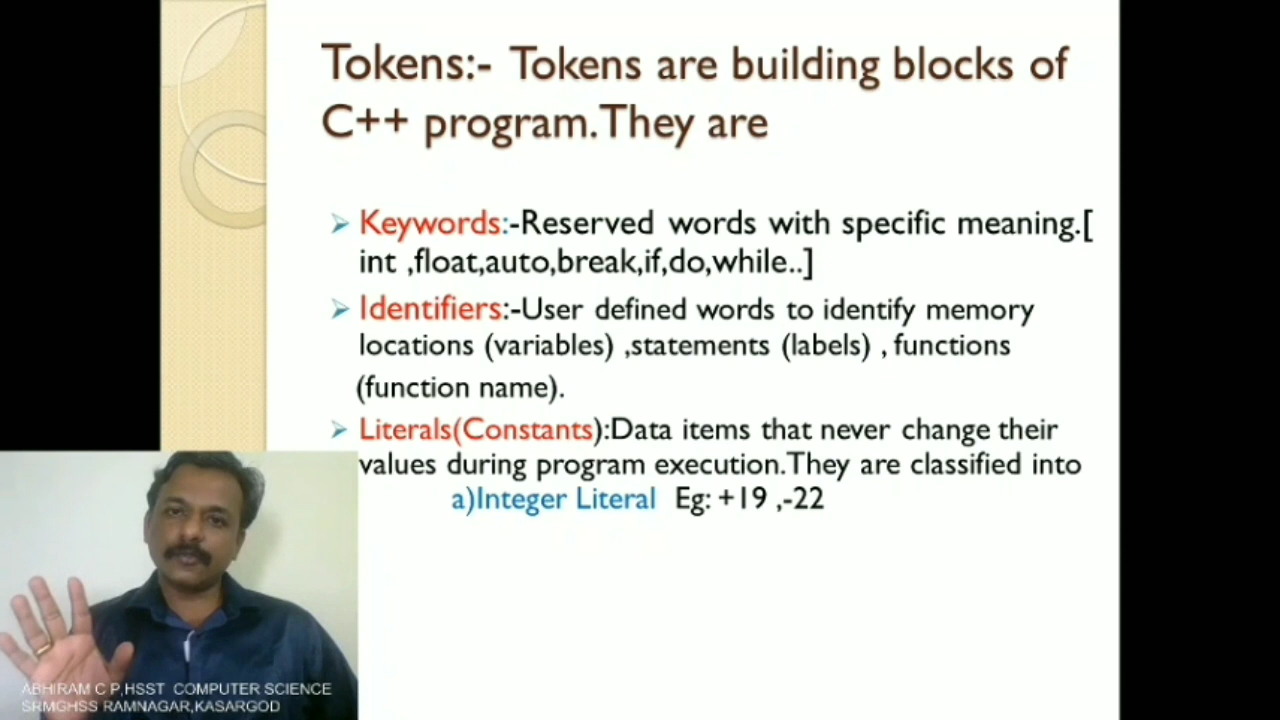 Tokens:- Tokens are building blocks of
C++ program.They are
Keywords:-Reserved words with specific meaning.[
int ,float,auto,break,if,do,while..]
Identifiers:-User defined words to identify memory
locations (variables) ,statements (labels) , functions
(function name).
Literals(Constants):Data items that never change their
values during program execution.They are classified into
a)Integer Literal Eg: +19 ,-22
ABHIRAM C P,HSST COMPUTER SCIENCE
SRMGHSS RAMNAGAR,KASARGOD